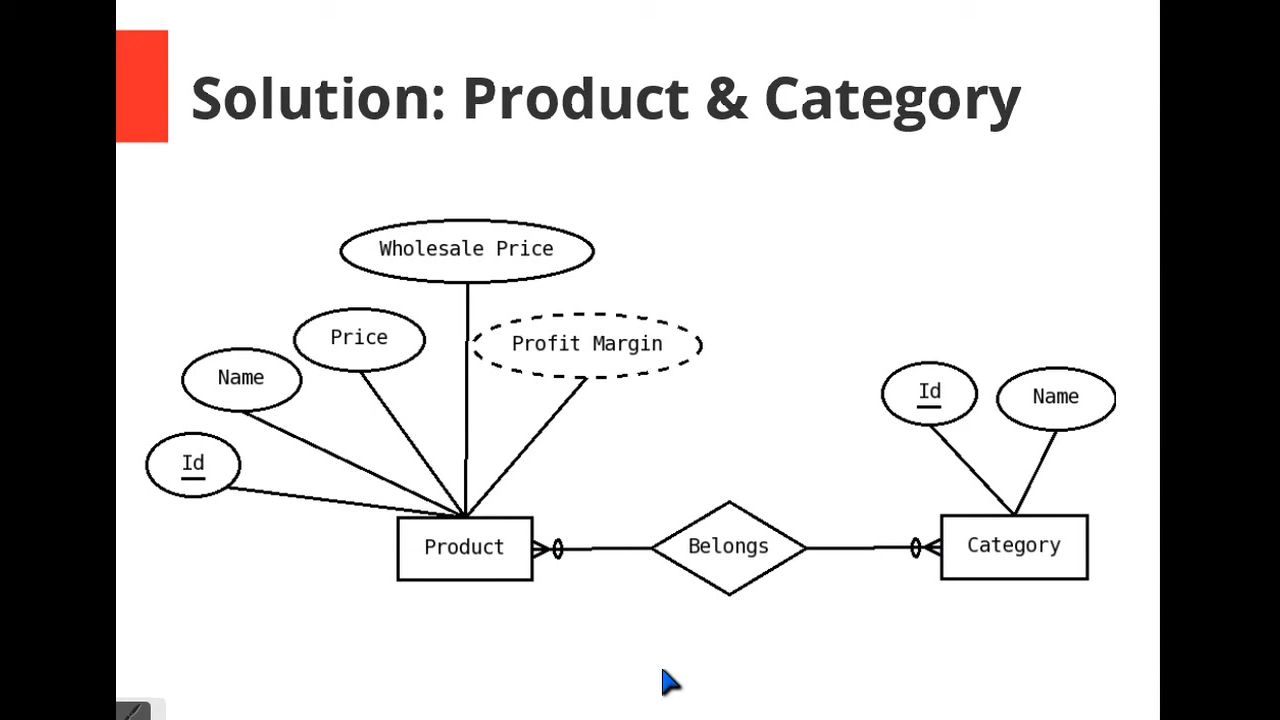 Solution: Product & Category
Wholesale Price
Price
Profit Margin
Name
Id
Id
Name
Product
Belongs
Category